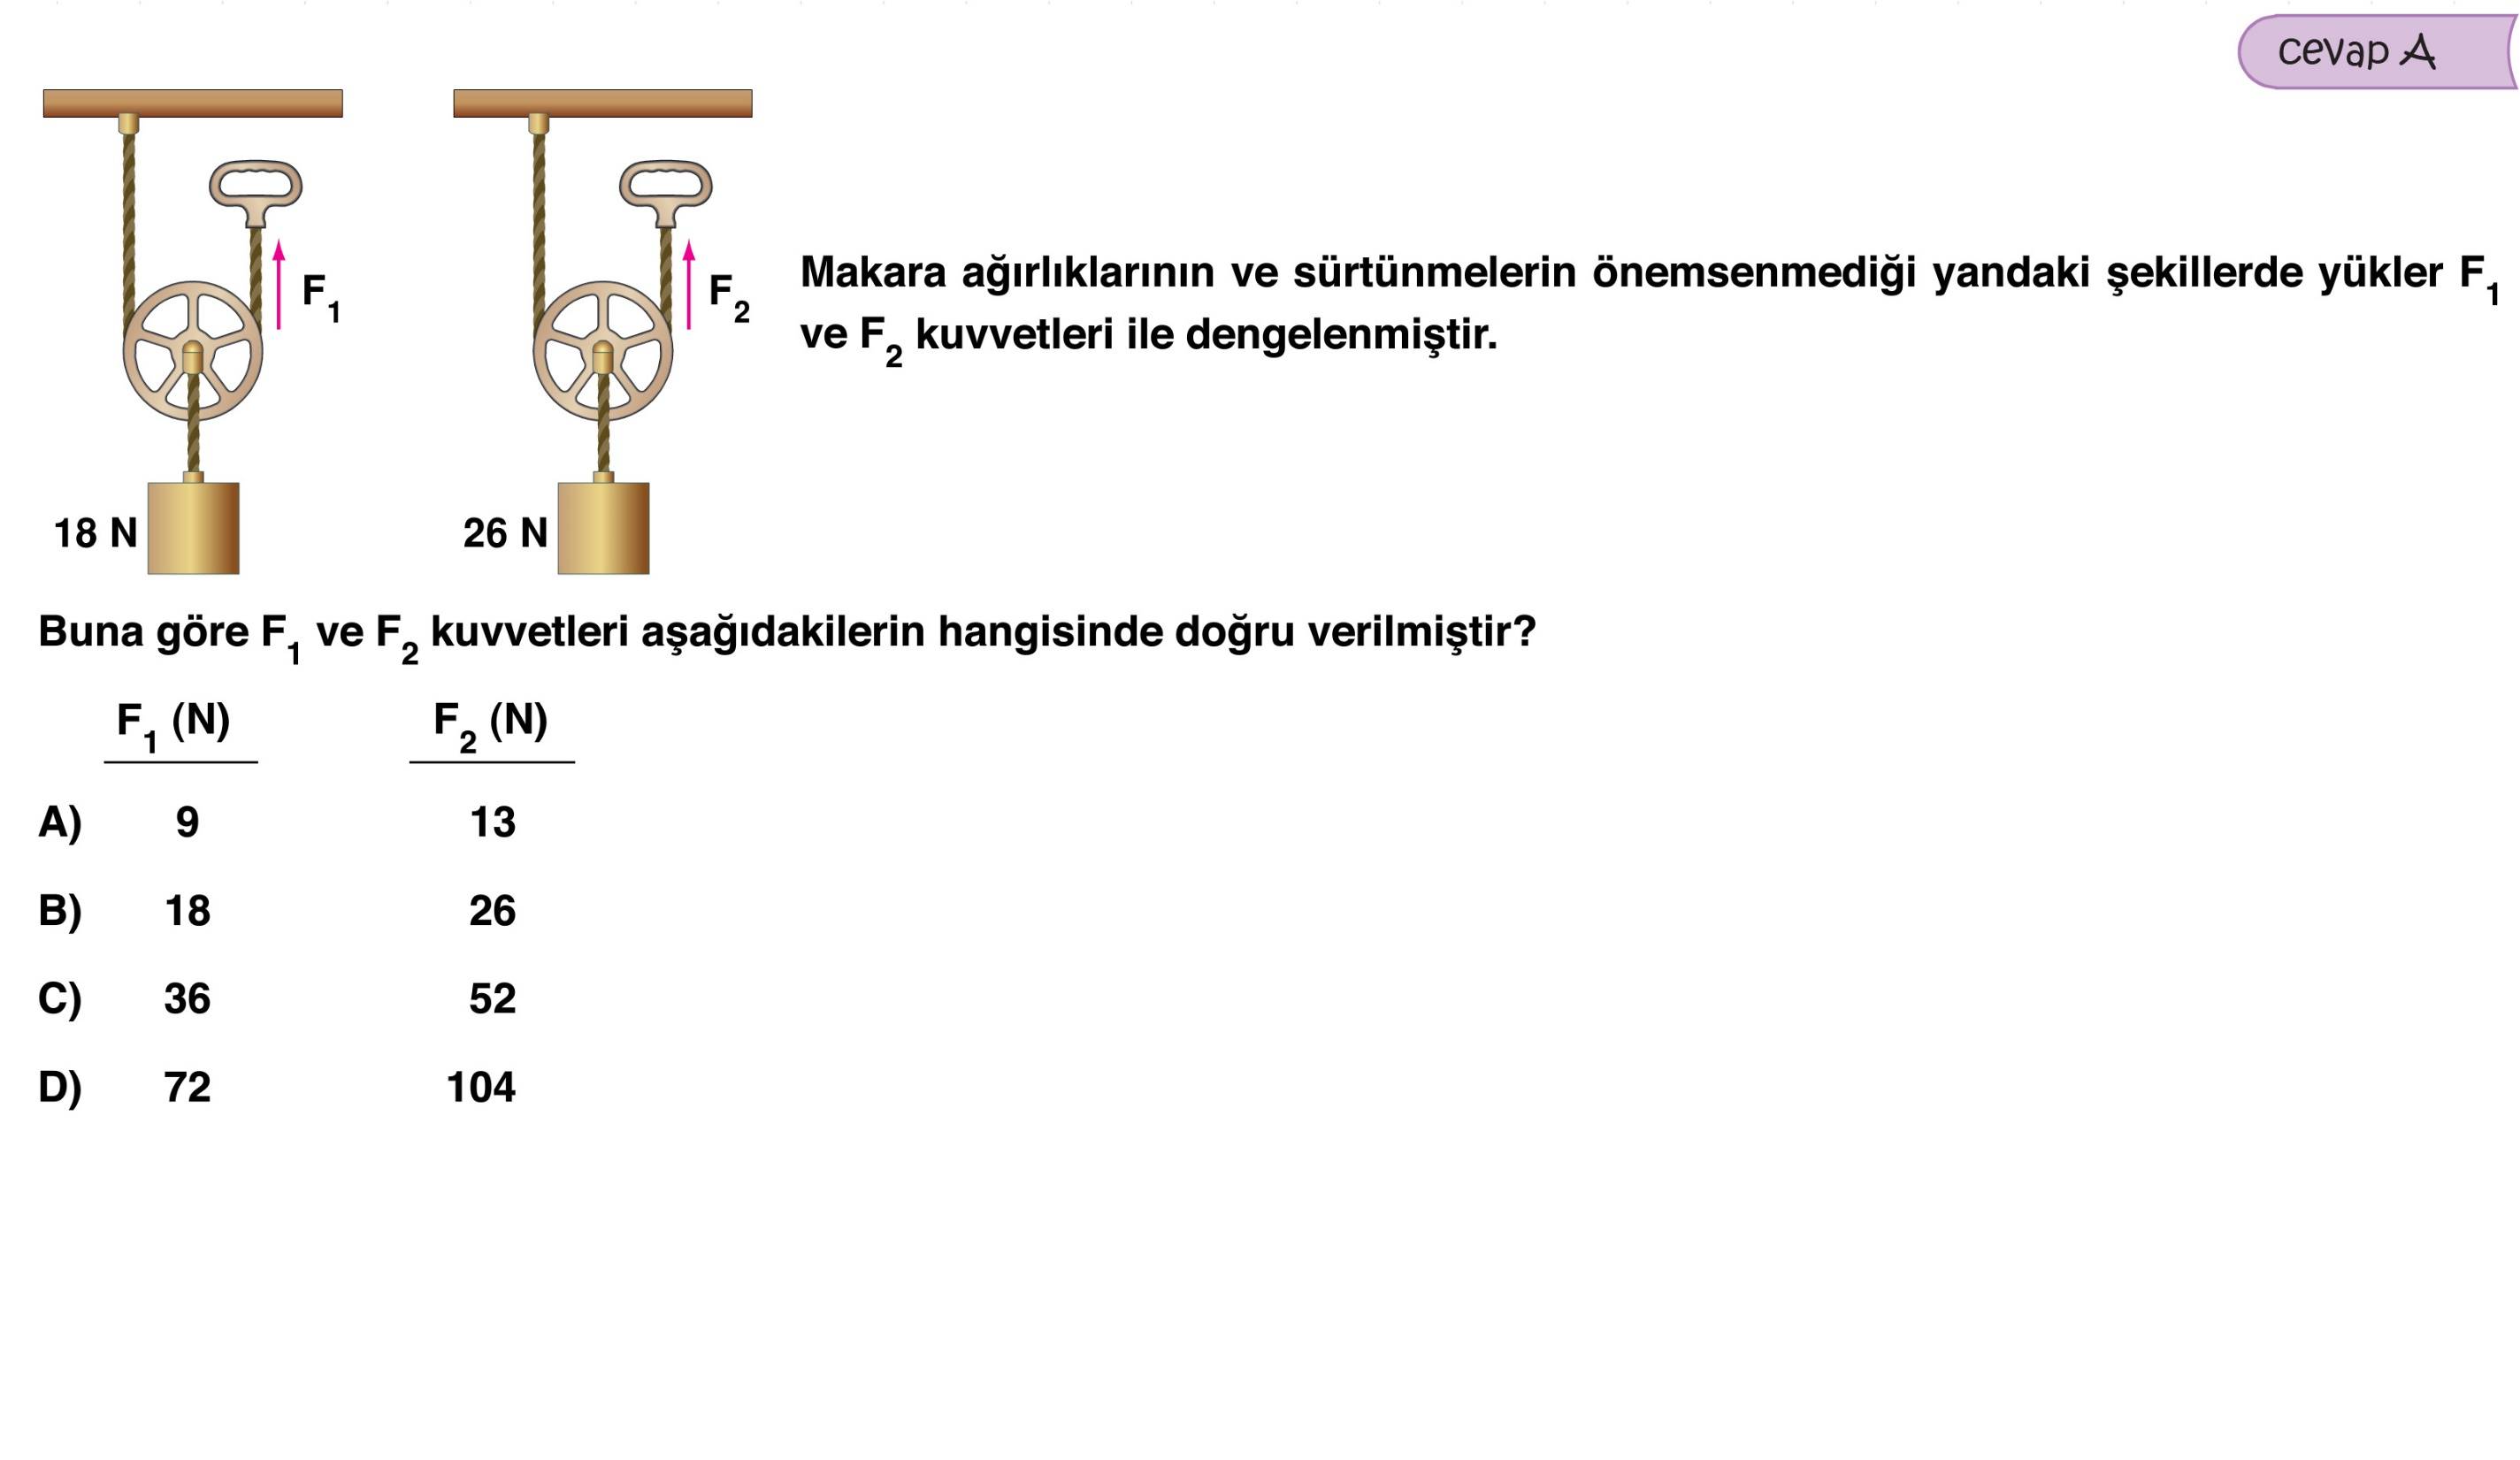 cevap A
F1
F2
18 N
26 N
Makara ağırlıklarının ve sürtünmelerin önemsenmediği yandaki şekillerde yükler F1
ve F2 kuvvetleri ile dengelenmiştir.
Buna göre F1 ve F2 kuvvetleri aşağıdakilerin hangisinde doğru verilmiştir?
F1 (N) F2 (N)
A) 9 13
B) 18 26
C) 36 52
D) 72 104